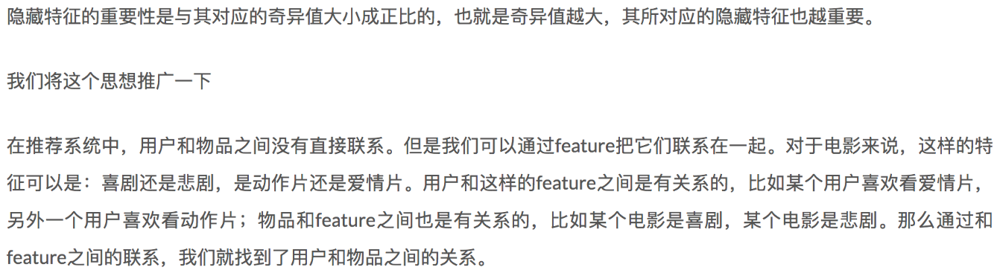 隐藏特征的重要性是与其对应的奇异值大小成正比的，也就是奇异值越大，其所对应的隐藏特征也越重要。
我们将这个思想推广一下
在推荐系统中，用户和物品之间没有直接联系。但是我们可以通过feature把它们联系在一起。对于电影来说，这样的特
征可以是：喜剧还是悲剧，是动作片还是爱情片。用户和这样的feature之间是有关系的，比如某个用户喜欢看爱情片，
另外一个用户喜欢看动作片；物品和feature之间也是有关系的，比如某个电影是喜剧，某个电影是悲剧。那么通过和
feature之间的联系，我们就找到了用户和物品之间的关系。